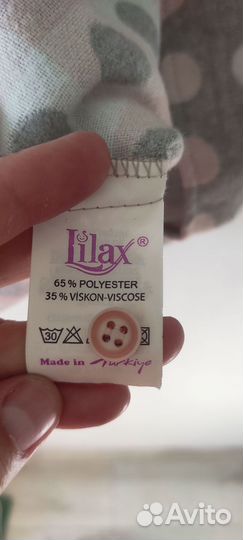 Lilax®
65 % POLYESTER
35 % VİSKON-VISCOSE
30
Made in Türkiye
Avito